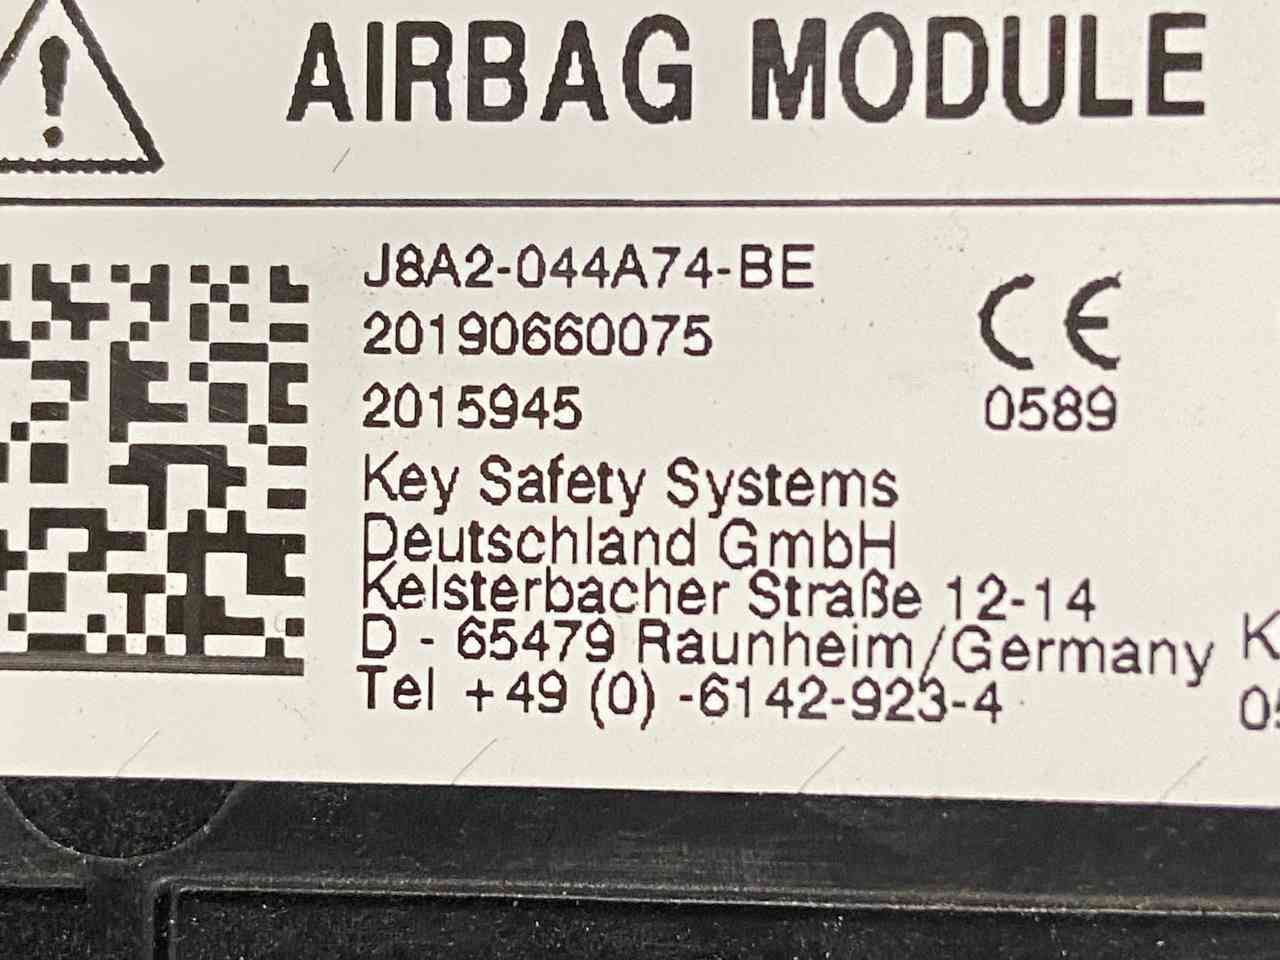 AIRBAG MODULE
J8A2-044A74-BE
20190660075
2015945
CE
0589
Key Safety Systems
Deutschland GmbH
Kelsterbacher Straße 12-14
D - 65479 Raunheim/Germany
Tel +49 (0) -6142-923-4